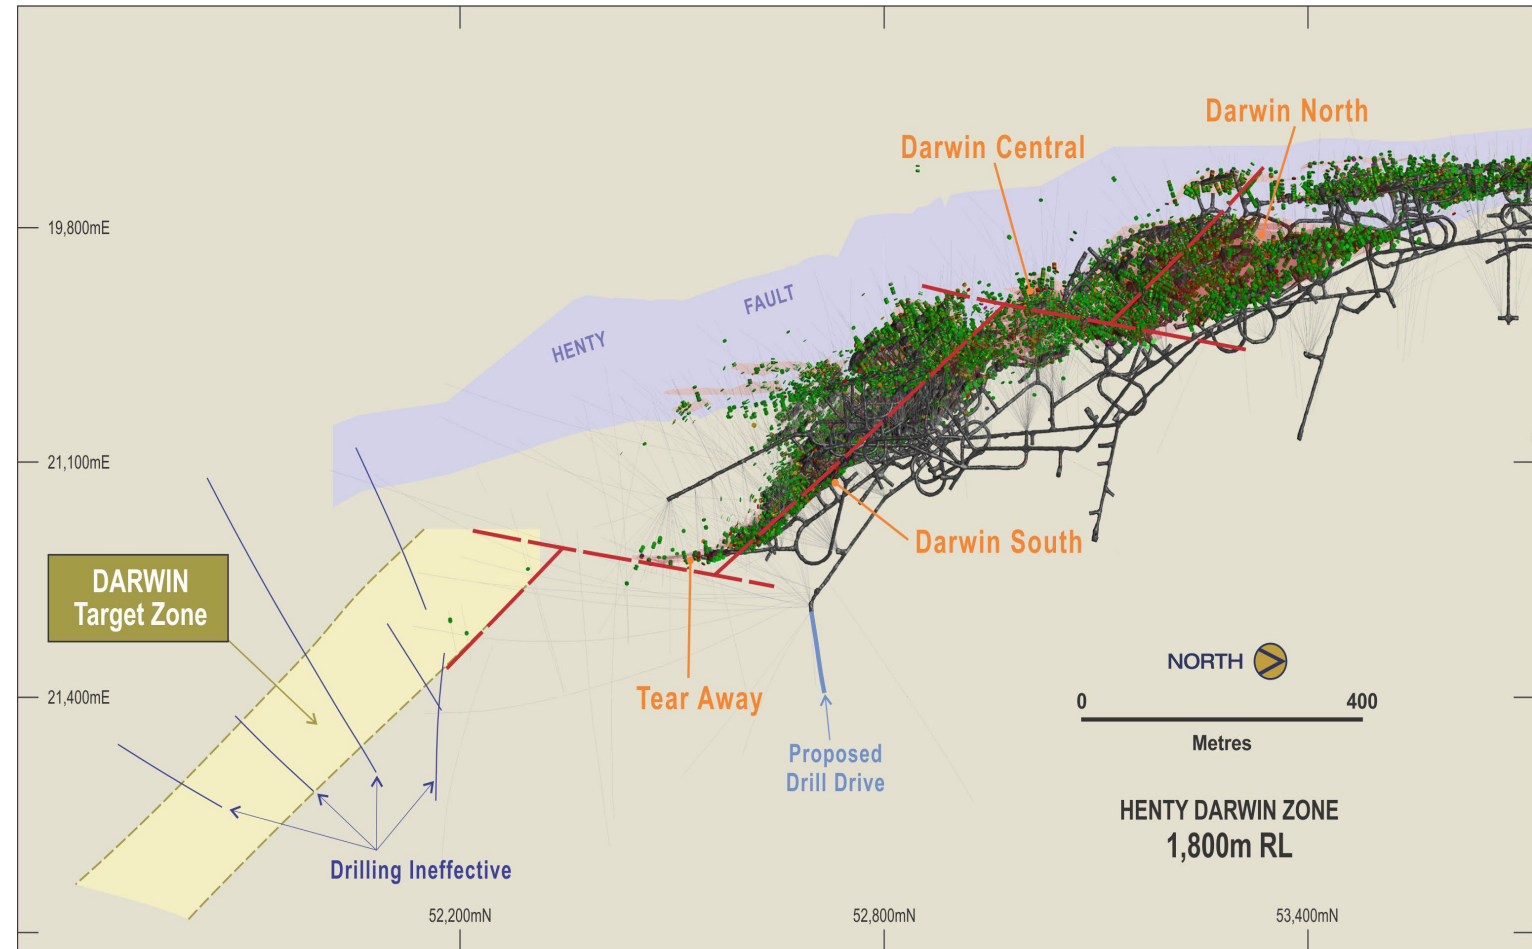 Darwin North
Darwin Central
19,800mE
FAULT
HENTY
21,100mE
Darwin South
DARWIN
Target Zone
NORTH
21,400mE
Tear Away
0 400
Metres
Proposed
Drill Drive
HENTY DARWIN ZONE
1,800m RL
Drilling Ineffective
52,200mN
52,800mN
53,400mN